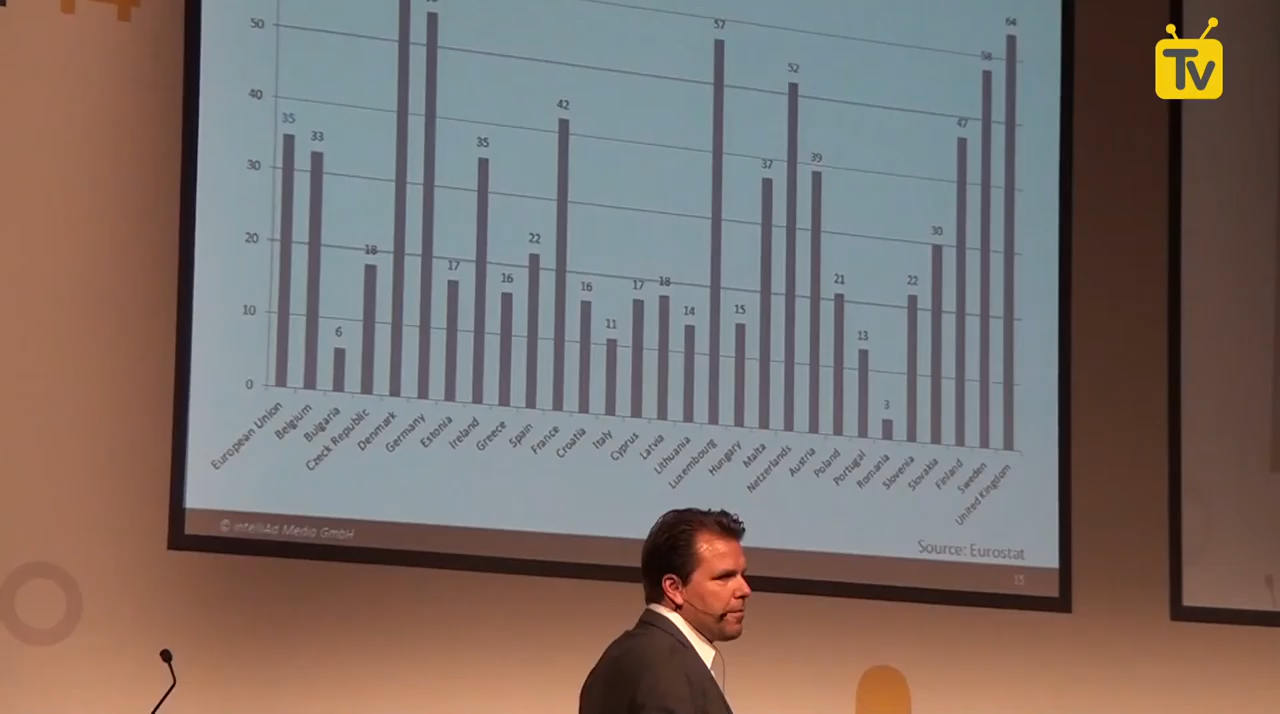 Tv
50
40
30
20
10
0
35
33
6
18
17
35
16
22
42
16
11
17
18
14
57
15
37
52
39
21
13
3
22
30
47
58
64
European Union
Belgium
Bulgaria
Czeck Republic
Denmark
Germany
Estonia
Ireland
Greece
Spain
France
Croatia
Italy
Cyprus
Latvia
Lithuania
Luxembourg
Hungary
Malta
Netzerlands
Austria
Poland
Portugal
Romania
Slovenia
Slovakia
Finland
Sweden
United Kingdom
© intelliAd Media GmbH
Source: Eurostat
13